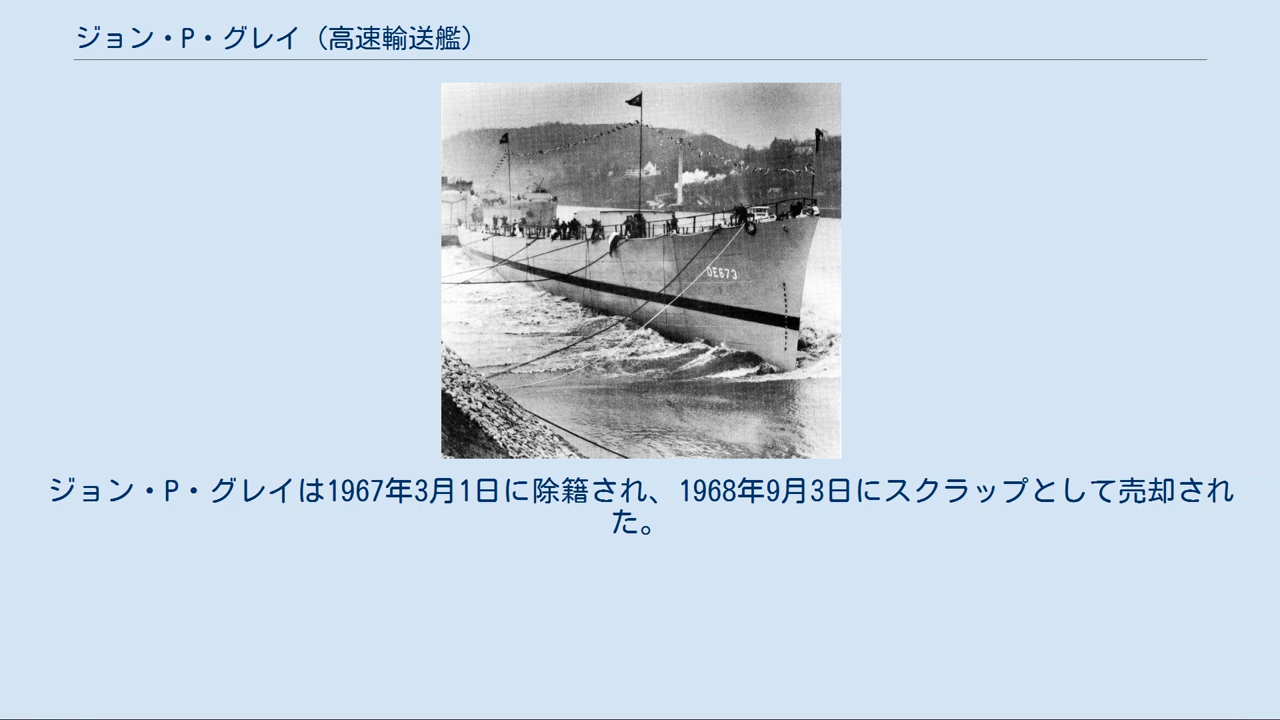 ジョン・P・グレイ（高速輸送艦）
DE673
ジョン・P・グレイは1967年3月1日に除籍され、1968年9月3日にスクラップとして売却され
た。